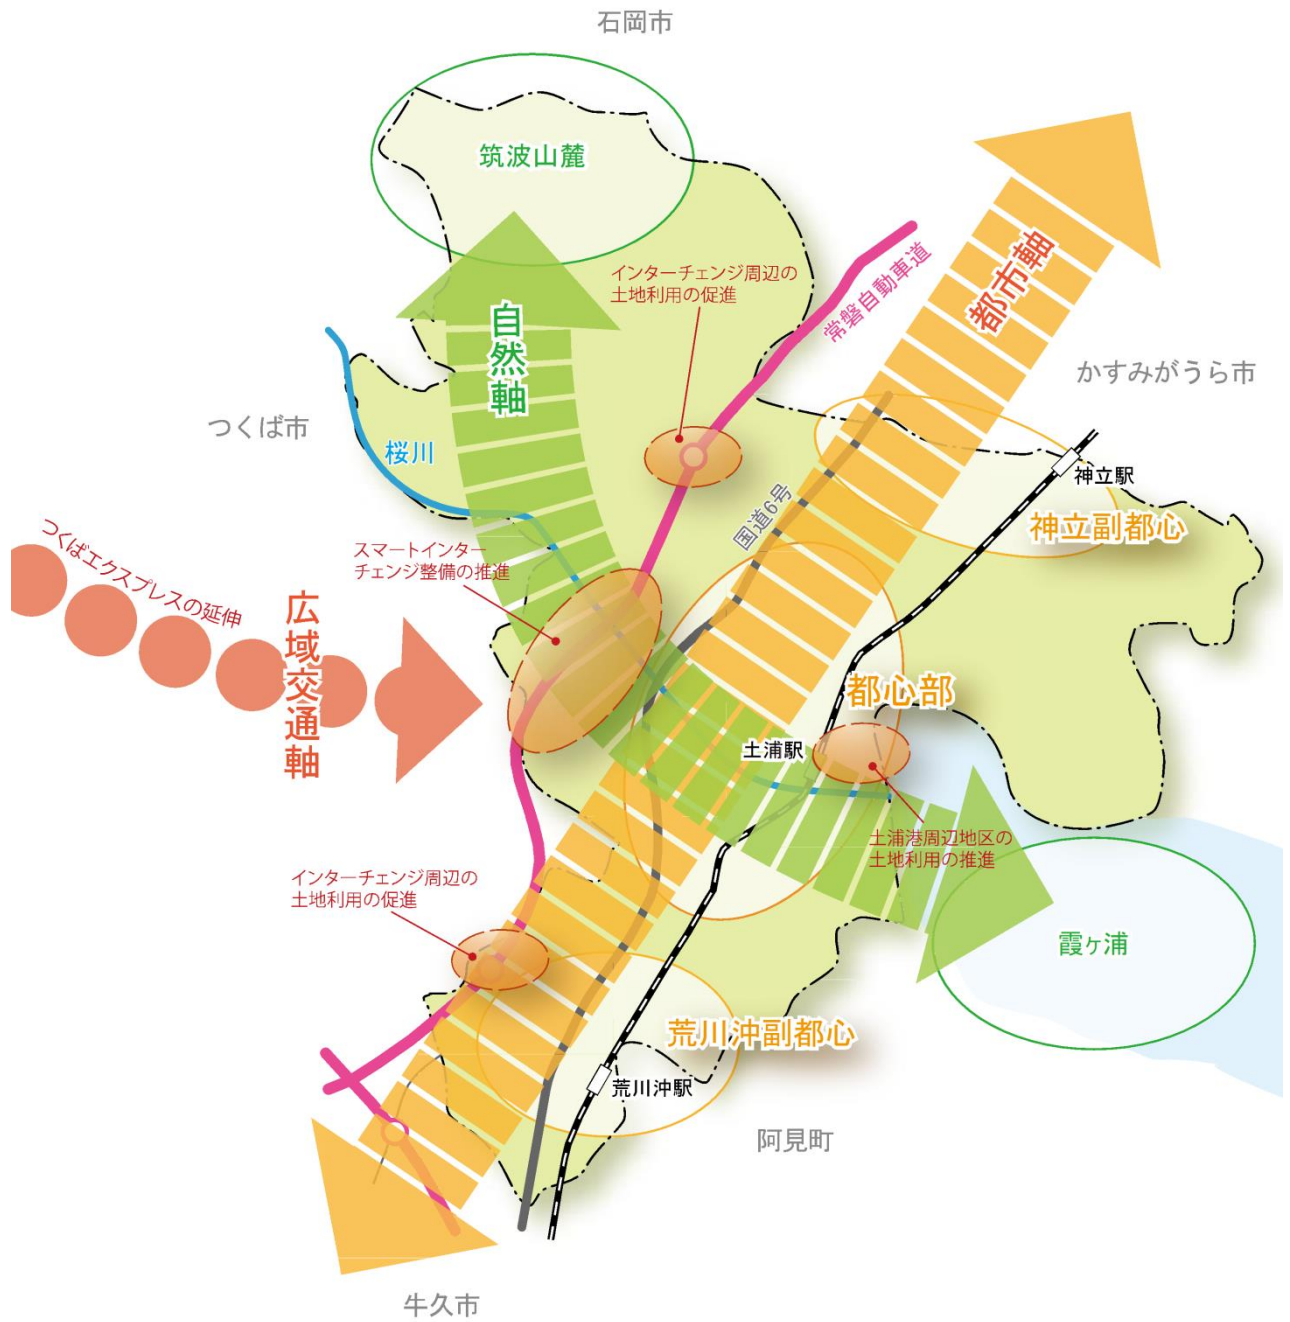 石岡市
筑波山麓
インターチェンジ周辺の
土地利用の促進
常磐自動車道
都市軸
自然軸
かすみがうら市
つくば市
桜川
神立駅
国道6号
神立副都心
つくばエクスプレスの延伸
スマートインター
チェンジ整備の推進
広域交通軸
都心部
土浦駅
土浦港周辺地区の
土地利用の推進
インターチェンジ周辺の
土地利用の促進
霞ヶ浦
荒川沖副都心
荒川沖駅
阿見町
牛久市